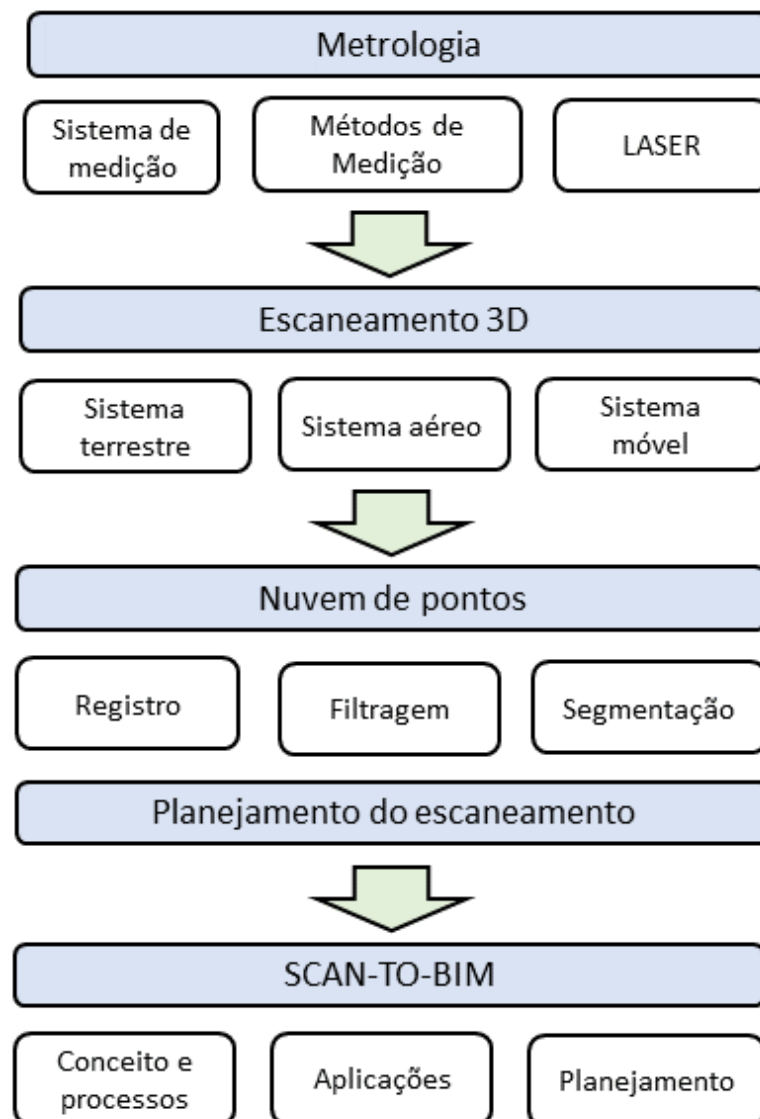 Metrologia
Sistema de
medição
Métodos de
Medição
LASER
Escaneamento 3D
Sistema
terrestre
Sistema aéreo
Sistema
móvel
Nuvem de pontos
Registro
Filtragem
Segmentação
Planejamento do escaneamento
SCAN-TO-BIM
Conceito e
processos
Aplicações
Planejamento